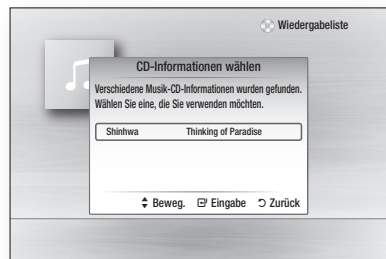 Wiedergabeliste
CD-Informationen wählen
Verschiedene Musik-CD-Informationen wurden gefunden.
Wählen Sie eine, die Sie verwenden möchten.
Shinhwa Thinking of Paradise
Beweg. Eingabe Zurück